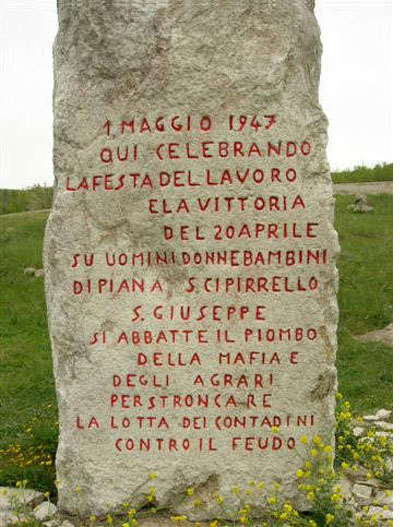 1 MAGGIO 1947
QUI CELEBRANDO
LA FESTA DEL LAVORO
E LA VITTORIA
DEL 20 APRILE
SU UOMINI DONNE BAMBINI
DI PIANA S. CIPIRRELLO
S. GIUSEPPE
SI ABBATTE IL PIOMBO
DELLA MAFIA E
DEGLI AGRARI
PER STRONCARE
LA LOTTA DEI CONTADINI
CONTRO IL FEUDO